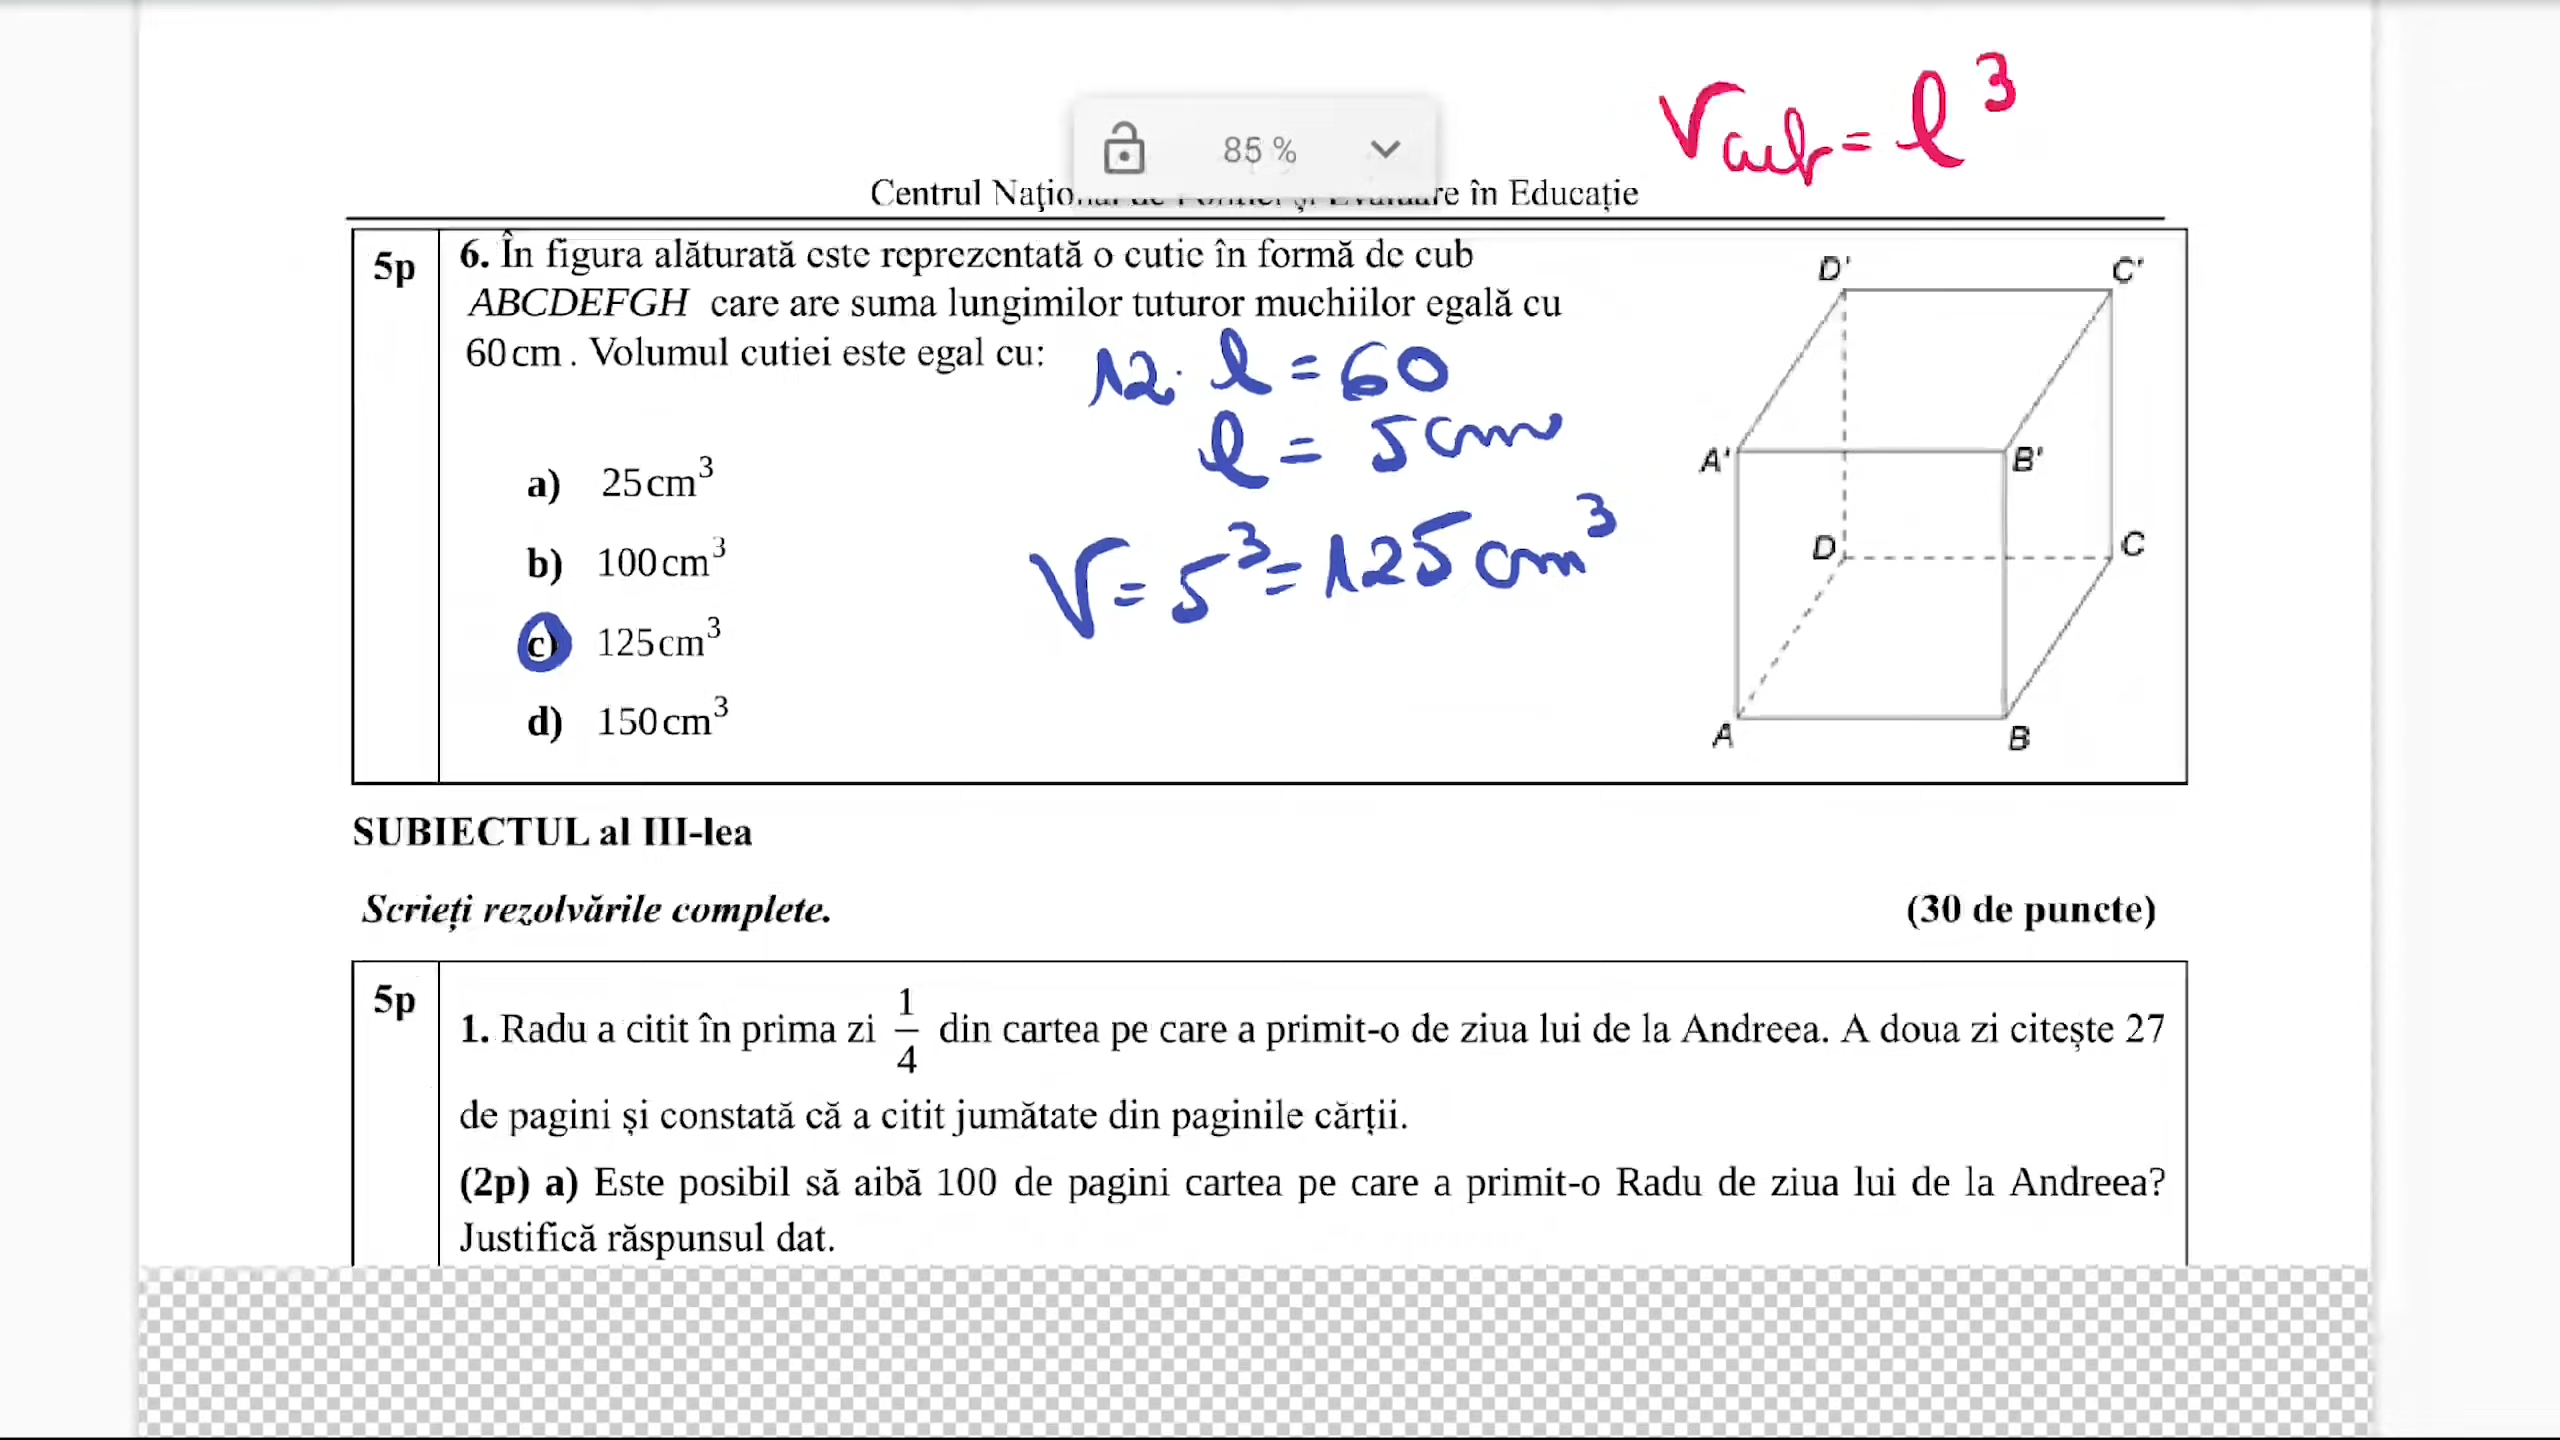 V cub = l³
85 %
Centrul Naţio re în Educație
5p
6. În figura alăturată este reprezentată o cutie în formă de cub
ABCDEFGH care are suma lungimilor tuturor muchiilor egală cu
60 cm . Volumul cutiei este egal cu:
12 · l = 60
l = 5 cm
V = 5³ = 125 cm³
a) 25 cm³
b) 100 cm³
c) 125 cm³
d) 150 cm³
D' C'
A' B'
D C
A B
SUBIECTUL al III-lea
Scrieți rezolvările complete. (30 de puncte)
5p
1. Radu a citit în prima zi 1/4 din cartea pe care a primit-o de ziua lui de la Andreea. A doua zi citește 27
de pagini și constată că a citit jumătate din paginile cărții.
(2p) a) Este posibil să aibă 100 de pagini cartea pe care a primit-o Radu de ziua lui de la Andreea?
Justifică răspunsul dat.